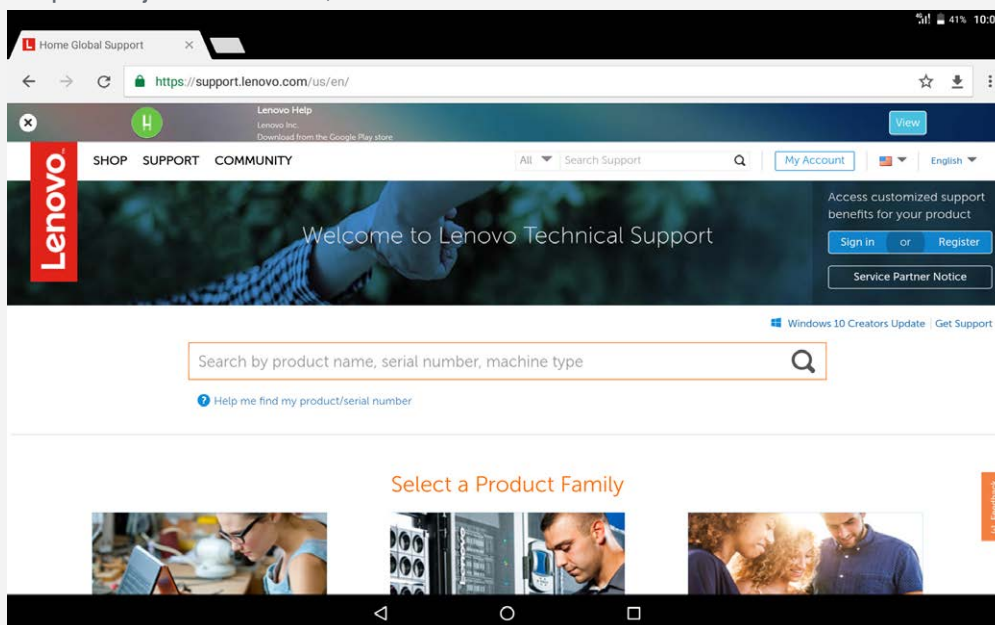 41% 10:0
Home Global Support
https://support.lenovo.com/us/en/
Lenovo Help
Lenovo Inc.
Download from the Google Play store
View
H
Lenovo
SHOP SUPPORT COMMUNITY
All Search Support
My Account
English
Welcome to Lenovo Technical Support
Access customized support
benefits for your product
Sign in or Register
Service Partner Notice
Windows 10 Creators Update Get Support
Search by product name, serial number, machine type
Help me find my product/serial number
Select a Product Family
Feedback